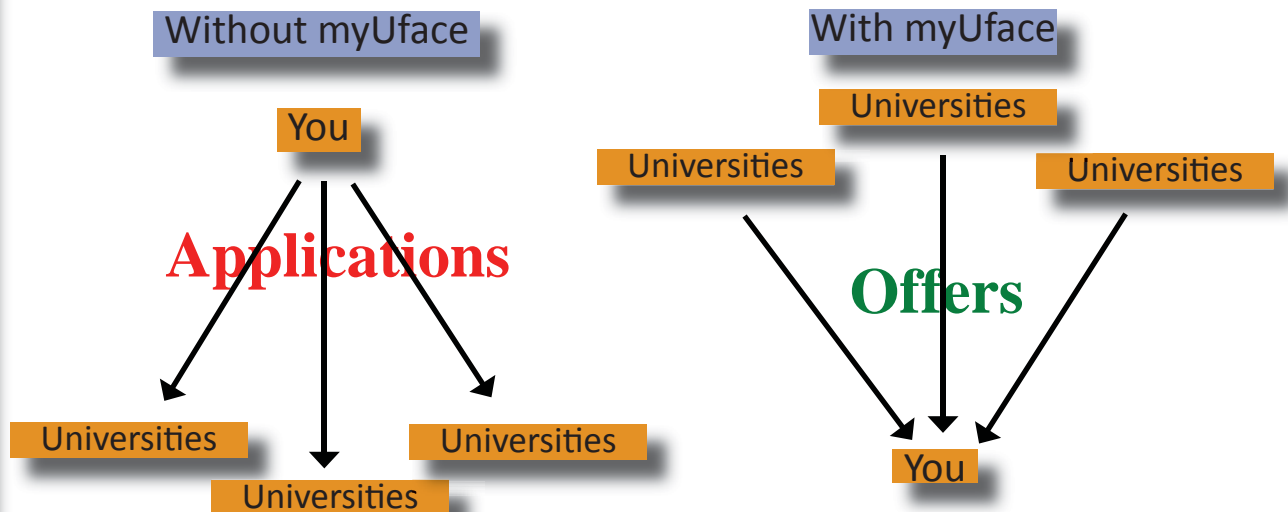 Without myUface
You
Applications
Universities
Universities
Universities
With myUface
Universities
Universities
Universities
Offers
You